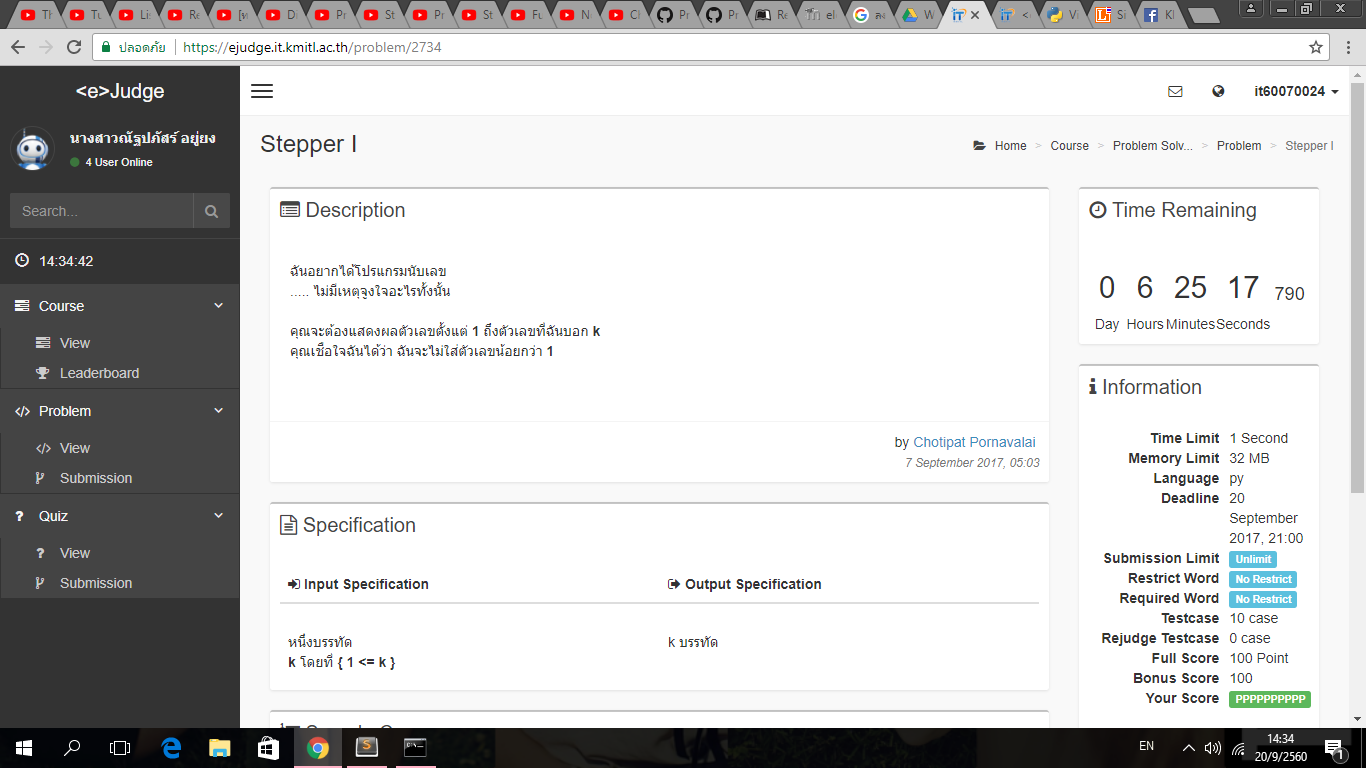 Th
Tu
Lis
Re
[ห
Di
Pr
St
Pr
St
Fu
N
Cl
Pr
Pr
Re
el
ลง
W
<
Vi
Si
Kl
ปลอดภัย https://ejudge.it.kmitl.ac.th/problem/2734
<e>Judge
นางสาวณัฐปภัสร์ อยู่ยง
4 User Online
Search...
14:34:42
Course
View
Leaderboard
Problem
View
Submission
Quiz
View
Submission
it60070024
Stepper I
Home > Course > Problem Solv... > Problem > Stepper I
Description
ฉันอยากได้โปรแกรมนับเลข
..... ไม่มีเหตุจูงใจอะไรทั้งนั้น
คุณจะต้องแสดงผลตัวเลขตั้งแต่ 1 ถึงตัวเลขที่ฉันบอก k
คุณเชื่อใจฉันได้ว่า ฉันจะไม่ใส่ตัวเลขน้อยกว่า 1
by Chotipat Pornavalai
7 September 2017, 05:03
Specification
Input Specification
Output Specification
หนึ่งบรรทัด
k โดยที่ { 1 <= k }
k บรรทัด
Time Remaining
0 6 25 17 790
Day Hours Minutes Seconds
Information
Time Limit 1 Second
Memory Limit 32 MB
Language py
Deadline 20
September
2017, 21:00
Submission Limit Unlimit
Restrict Word No Restrict
Required Word No Restrict
Testcase 10 case
Rejudge Testcase 0 case
Full Score 100 Point
Bonus Score 100
Your Score PPPPPPPPPP
EN
14:34
20/9/2560
1